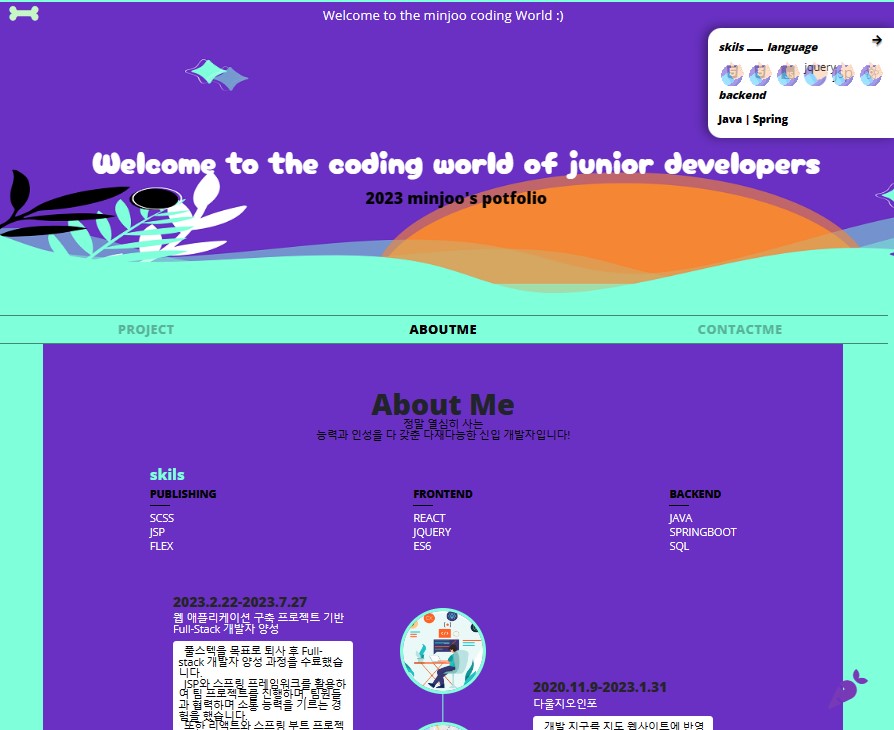 Welcome to the minjoo coding World :)
skils language
jquery
backend
Java | Spring
Welcome to the coding world of junior developers
2023 minjoo's potfolio
PROJECT ABOUTME CONTACTME
About Me
정말 열심히 사는
능력과 인성을 다 갖춘 다재다능한 신입 개발자입니다!
skils
PUBLISHING FRONTEND BACKEND
SCSS REACT JAVA
JSP JQUERY SPRINGBOOT
FLEX ES6 SQL
2023.2.22-2023.7.27
웹 애플리케이션 구축 프로젝트 기반
Full-Stack 개발자 양성
풀스텍을 목표로 퇴사 후 Full-
stack 개발자 양성 과정을 수료했습
니다.
JSP와 스프링 프레임워크를 활용하
여 팀 프로젝트를 진행하며, 팀원들
과 협력하며 소통 능력을 기르는 경
험을 했습니다.
또한 리액트와 스프링 부트 프로젝
2020.11.9-2023.1.31
다울지오인포
개발 지구를 지도 웹사이트에 반영